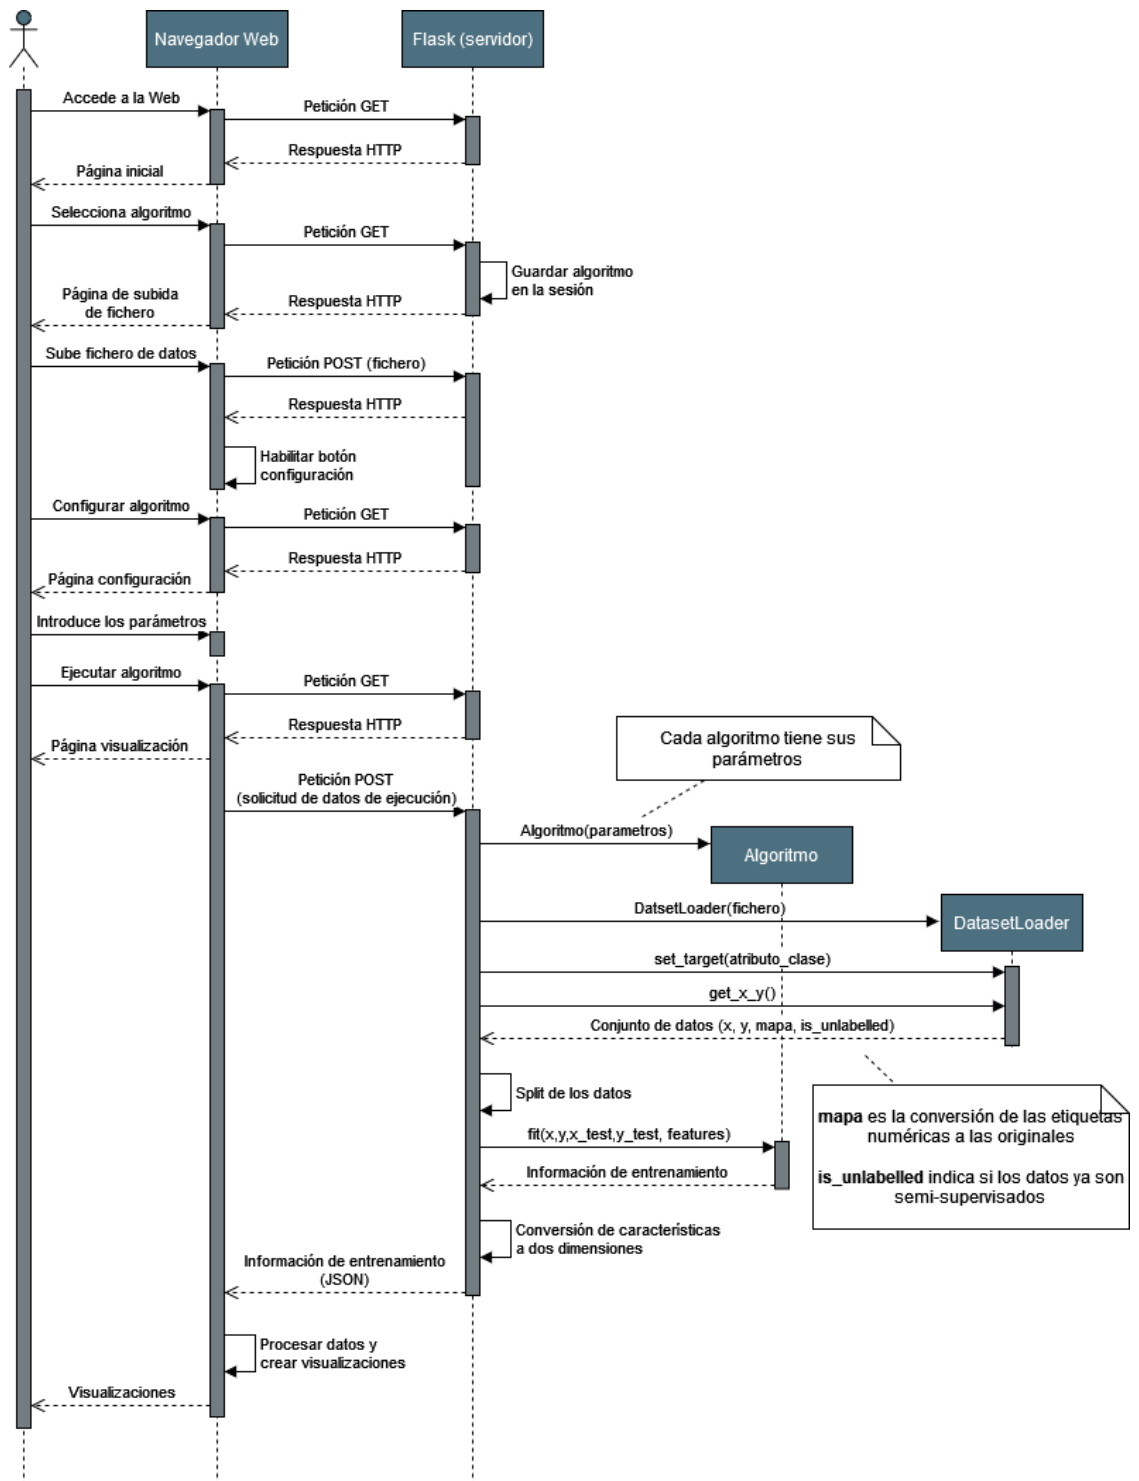 Navegador Web
Flask (servidor)
Accede a la Web
Petición GET
Respuesta HTTP
Página inicial
Selecciona algoritmo
Petición GET
Guardar algoritmo
en la sesión
Respuesta HTTP
Página de subida
de fichero
Sube fichero de datos
Petición POST (fichero)
Respuesta HTTP
Habilitar botón
configuración
Configurar algoritmo
Petición GET
Respuesta HTTP
Página configuración
Introduce los parámetros
Ejecutar algoritmo
Petición GET
Respuesta HTTP
Página visualización
Cada algoritmo tiene sus
parámetros
Petición POST
(solicitud de datos de ejecución)
Algoritmo(parametros)
Algoritmo
DatsetLoader(fichero)
DatasetLoader
set_target(atributo_clase)
get_x_y()
Conjunto de datos (x, y, mapa, is_unlabelled)
Split de los datos
mapa es la conversión de las etiquetas
numéricas a las originales
is_unlabelled indica si los datos ya son
semi-supervisados
fit(x,y,x_test,y_test, features)
Información de entrenamiento
Conversión de características
a dos dimensiones
Información de entrenamiento
(JSON)
Procesar datos y
crear visualizaciones
Visualizaciones